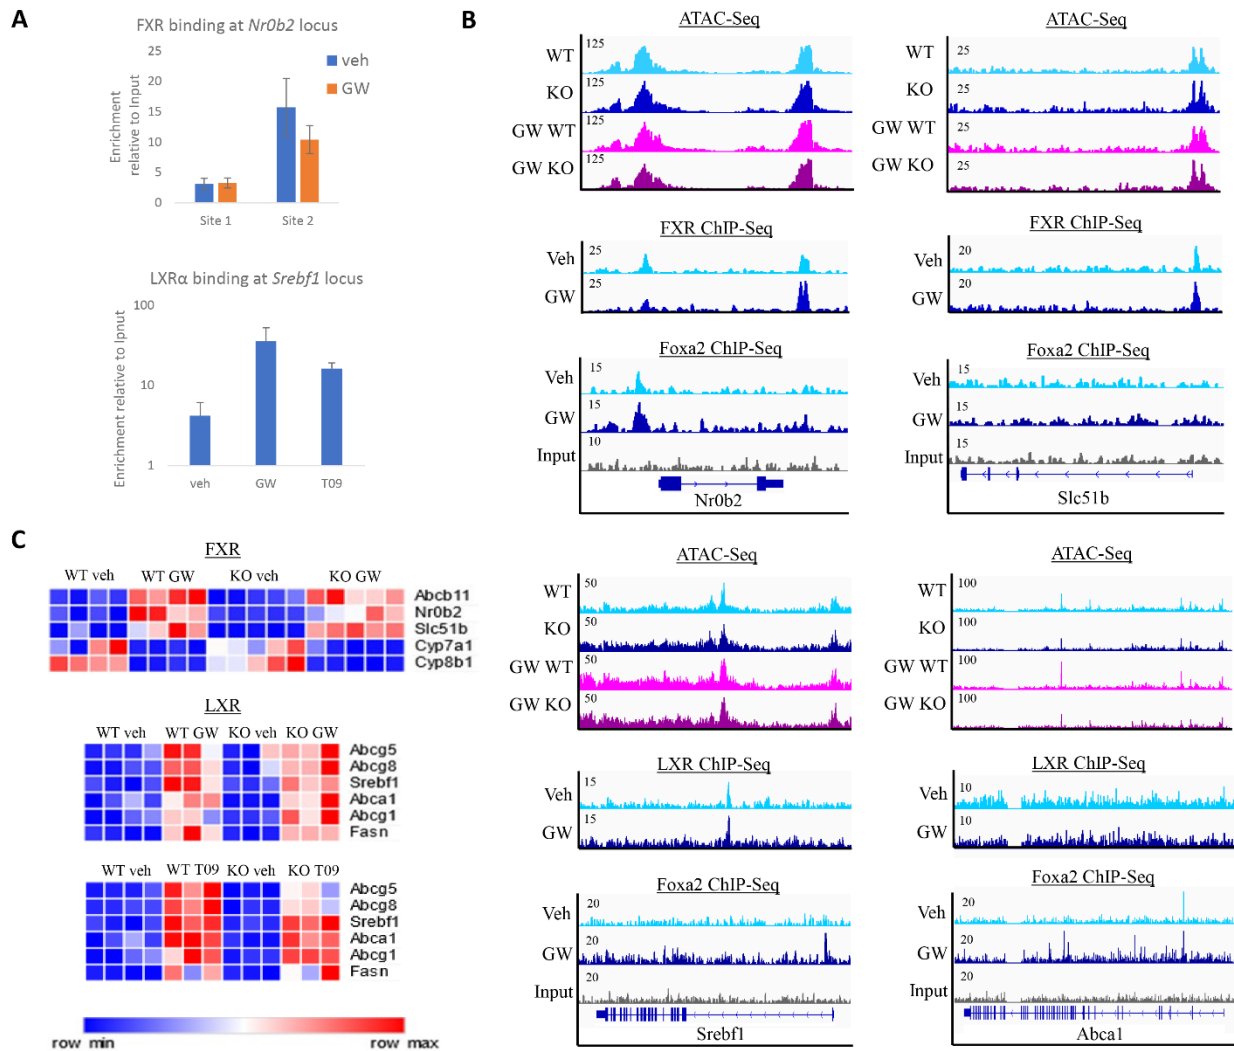 A
FXR binding at Nr0b2 locus
Enrichment
relative to Input
25
20
15
10
5
0
veh
GW
Site 1
Site 2
LXRα binding at Srebf1 locus
Enrichment relative to Ipnut
100
10
1
veh
GW
T09
B
ATAC-Seq
WT
125
KO
125
GW WT
125
GW KO
125
FXR ChIP-Seq
Veh
25
GW
25
Foxa2 ChIP-Seq
Veh
15
GW
15
Input
10
Nr0b2
ATAC-Seq
WT
25
KO
25
GW WT
25
GW KO
25
FXR ChIP-Seq
Veh
20
GW
20
Foxa2 ChIP-Seq
Veh
15
GW
15
Input
15
Slc51b
ATAC-Seq
WT
50
KO
50
GW WT
50
GW KO
50
LXR ChIP-Seq
Veh
15
GW
15
Foxa2 ChIP-Seq
Veh
20
GW
20
Input
20
Srebf1
ATAC-Seq
WT
100
KO
100
GW WT
100
GW KO
100
LXR ChIP-Seq
Veh
10
GW
10
Foxa2 ChIP-Seq
Veh
20
GW
20
Input
20
Abca1
C
FXR
WT veh WT GW KO veh KO GW
Abcb11
Nr0b2
Slc51b
Cyp7a1
Cyp8b1
LXR
WT veh WT GW KO veh KO GW
Abcg5
Abcg8
Srebf1
Abca1
Abcg1
Fasn
WT veh WT T09 KO veh KO T09
Abcg5
Abcg8
Srebf1
Abca1
Abcg1
Fasn
row min row max